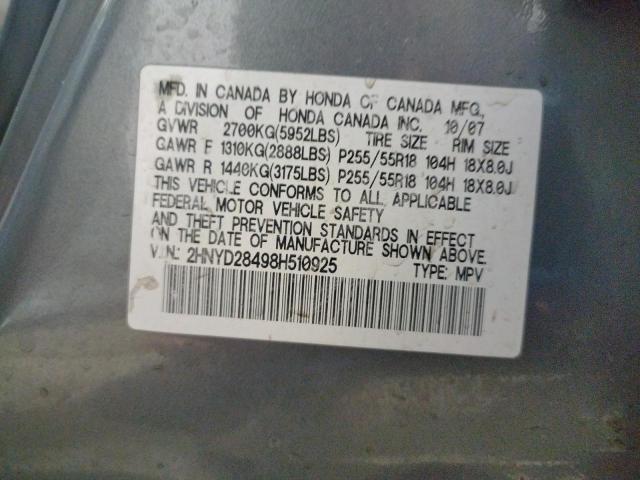 MFD. IN CANADA BY HONDA OF CANADA MFG.,
A DIVISION OF HONDA CANADA INC. 10/07
GVWR 2700KG(5952LBS) TIRE SIZE RIM SIZE
GAWR F 1310KG(2888LBS) P255/55R18 104H 18X8.0J
GAWR R 1440KG(3175LBS) P255/55R18 104H 18X8.0J
THIS VEHICLE CONFORMS TO ALL APPLICABLE
FEDERAL MOTOR VEHICLE SAFETY
AND THEFT PREVENTION STANDARDS IN EFFECT
ON THE DATE OF MANUFACTURE SHOWN ABOVE.
V.I.N.: 2HNYD28498H510925 TYPE: MPV